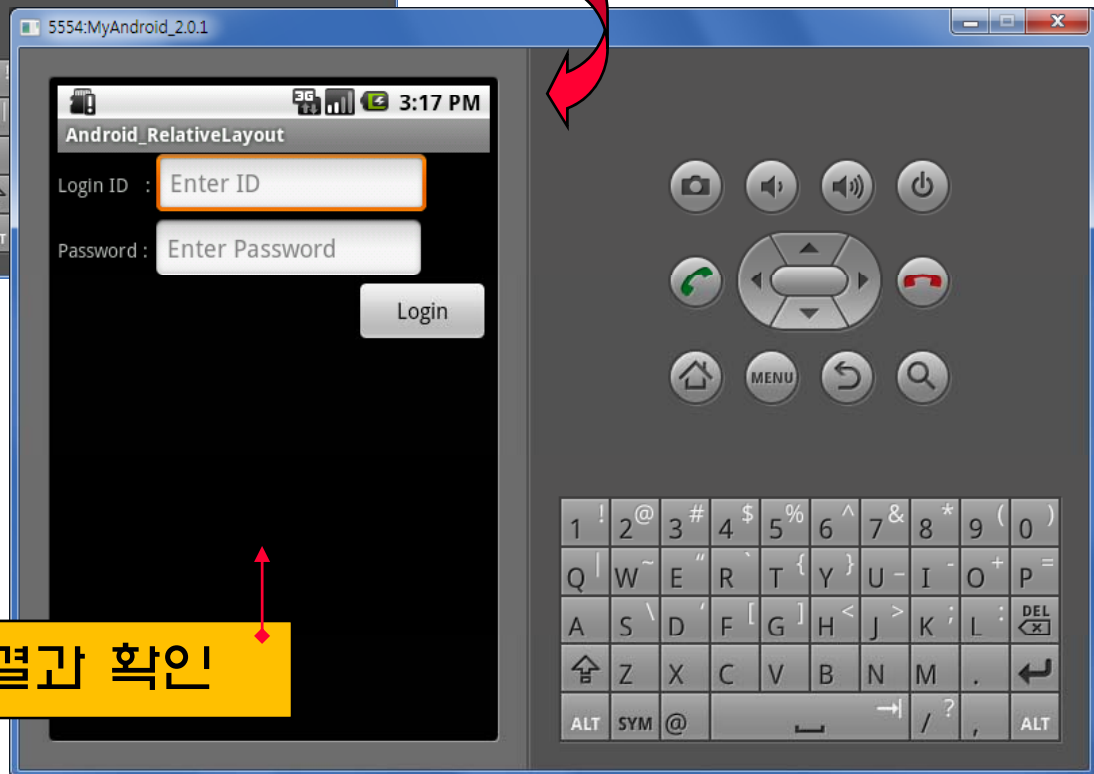 5554:MyAndroid_2.0.1
3G 3:17 PM
Android_RelativeLayout
Login ID :
Enter ID
Password :
Enter Password
Login
MENU
1 ! 2 @ 3 # 4 $ 5 % 6 ^ 7 & 8 * 9 ( 0 )
Q | W ~ E " R ` T { Y } U _ I - O + P =
A S \ D ' F [ G ] H < J > K ; L : DEL
Z X C V B N M .
ALT SYM @ / ? , ALT
결과 확인